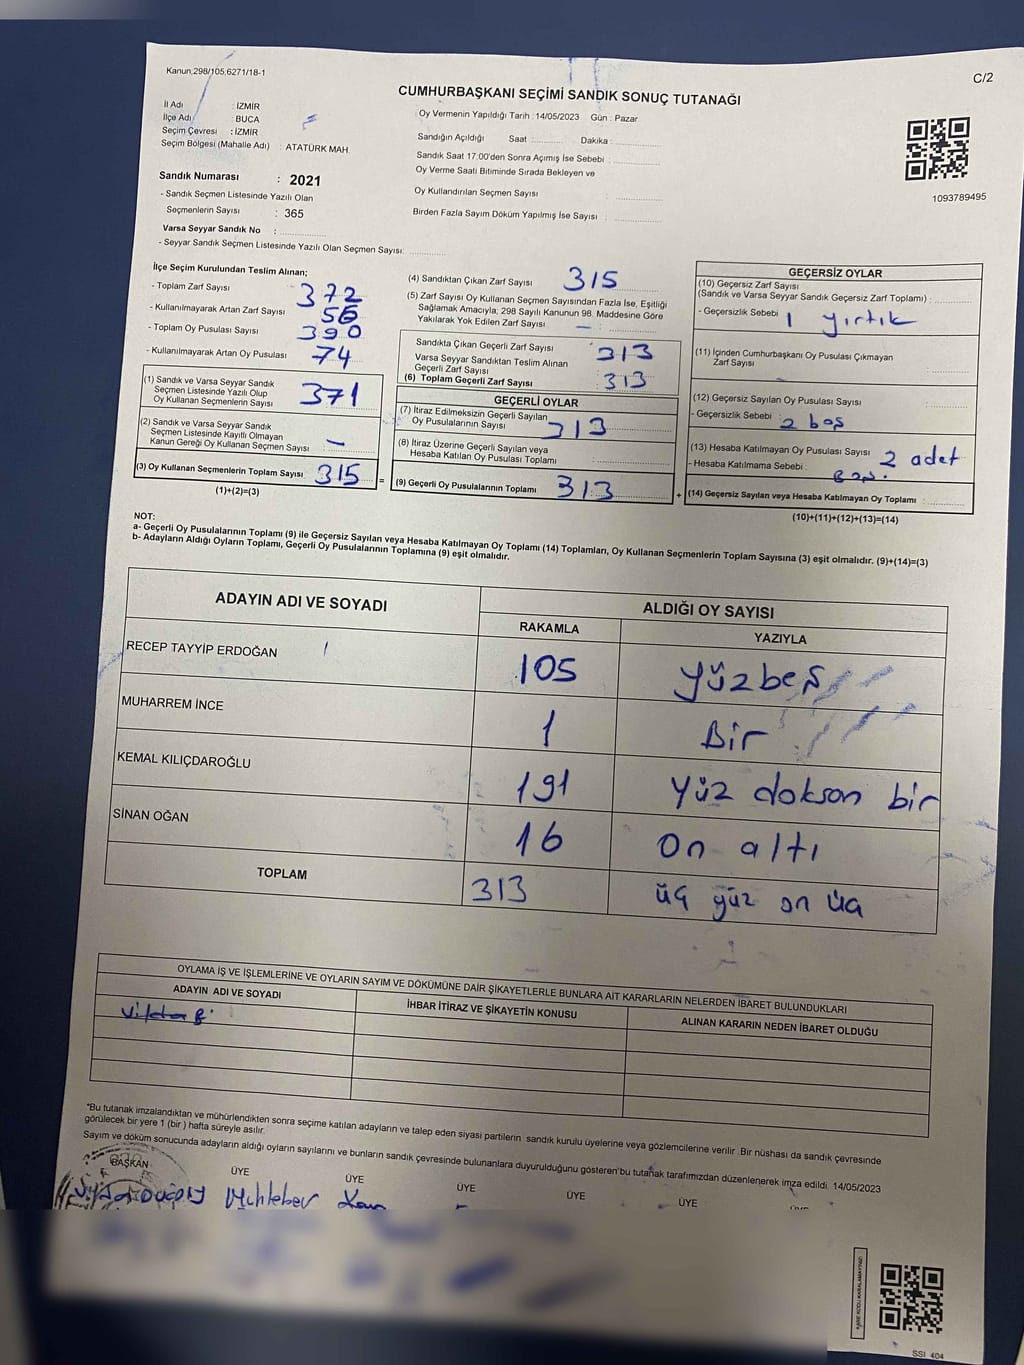 Kanun;298/105;6271/18-1
C/2
CUMHURBAŞKANI SEÇİMİ SANDIK SONUÇ TUTANAĞI
İl Adı : İZMİR
İlçe Adı : BUCA
Seçim Çevresi : İZMİR
Seçim Bölgesi (Mahalle Adı) : ATATÜRK MAH.
Oy Vermenin Yapıldığı Tarih : 14/05/2023 Gün : Pazar
Sandığın Açıldığı Saat : Dakika :
Sandık Saat 17:00'den Sonra Açımış İse Sebebi :
Oy Verme Saati Bitiminde Sırada Bekleyen ve
Oy Kullandırılan Seçmen Sayısı :
Birden Fazla Sayım Döküm Yapılmış İse Sayısı :
1093789495
Sandık Numarası : 2021
- Sandık Seçmen Listesinde Yazılı Olan
Seçmenlerin Sayısı : 365
Varsa Seyyar Sandık No :
- Seyyar Sandık Seçmen Listesinde Yazılı Olan Seçmen Sayısı:
İlçe Seçim Kurulundan Teslim Alınan;
- Toplam Zarf Sayısı 372
- Kullanılmayarak Artan Zarf Sayısı 56
- Toplam Oy Pusulası Sayısı 390
- Kullanılmayarak Artan Oy Pusulası 74
(1) Sandık ve Varsa Seyyar Sandık
Seçmen Listesinde Yazılı Olup
Oy Kullanan Seçmenlerin Sayısı 371
(2) Sandık ve Varsa Seyyar Sandık
Seçmen Listesinde Kayıtlı Olmayan
Kanun Gereği Oy Kullanan Seçmen Sayısı : –
(3) Oy Kullanan Seçmenlerin Toplam Sayısı 315
(1)+(2)=(3)
(4) Sandıktan Çıkan Zarf Sayısı : 315
(5) Zarf Sayısı Oy Kullanan Seçmen Sayısından Fazla İse, Eşitliği
Sağlamak Amacıyla; 298 Sayılı Kanunun 98. Maddesine Göre
Yakılarak Yok Edilen Zarf Sayısı : –
Sandıkta Çıkan Geçerli Zarf Sayısı : 313
Varsa Seyyar Sandıktan Teslim Alınan
Geçerli Zarf Sayısı :
(6) Toplam Geçerli Zarf Sayısı : 313
GEÇERLİ OYLAR
(7) İtiraz Edilmeksizin Geçerli Sayılan
Oy Pusulalarının Sayısı : 313
(8) İtiraz Üzerine Geçerli Sayılan veya
Hesaba Katılan Oy Pusulası Toplamı :
= (9) Geçerli Oy Pusulalarının Toplamı 313
GEÇERSİZ OYLAR
(10) Geçersiz Zarf Sayısı
(Sandık ve Varsa Seyyar Sandık Geçersiz Zarf Toplamı) :
- Geçersizlik Sebebi : 1 yırtık
(11) İçinden Cumhurbaşkanı Oy Pusulası Çıkmayan
Zarf Sayısı :
(12) Geçersiz Sayılan Oy Pusulası Sayısı :
- Geçersizlik Sebebi : 2 boş
(13) Hesaba Katılmayan Oy Pusulası Sayısı : 2 adet
- Hesaba Katılmama Sebebi :
+ (14) Geçersiz Sayılan veya Hesaba Katılmayan Oy Toplamı :
(10)+(11)+(12)+(13)=(14)
NOT:
a- Geçerli Oy Pusulalarının Toplamı (9) ile Geçersiz Sayılan veya Hesaba Katılmayan Oy Toplamı (14) Toplamları, Oy Kullanan Seçmenlerin Toplam Sayısına (3) eşit olmalıdır. (9)+(14)=(3)
b- Adayların Aldığı Oyların Toplamı, Geçerli Oy Pusulalarının Toplamına (9) eşit olmalıdır.
ADAYIN ADI VE SOYADI ALDIĞI OY SAYISI
RAKAMLA YAZIYLA
RECEP TAYYİP ERDOĞAN 105 Yüzbeş
MUHARREM İNCE 1 Bir
KEMAL KILIÇDAROĞLU 191 Yüz dokson bir
SİNAN OĞAN 16 On altı
TOPLAM 313 üç yüz on üç
OYLAMA İŞ VE İŞLEMLERİNE VE OYLARIN SAYIM VE DÖKÜMÜNE DAİR ŞİKAYETLERLE BUNLARA AİT KARARLARIN NELERDEN İBARET BULUNDUKLARI
ADAYIN ADI VE SOYADI İHBAR İTİRAZ VE ŞİKAYETİN KONUSU ALINAN KARARIN NEDEN İBARET OLDUĞU
*Bu tutanak imzalandıktan ve mühürlendikten sonra seçime katılan adayların ve talep eden siyasi partilerin sandık kurulu üyelerine veya gözlemcilerine verilir. Bir nüshası da sandık çevresinde
görülecek bir yere 1 (bir) hafta süreyle asılır.
Sayım ve döküm sonucunda adayların aldığı oyların sayılarını ve bunların sandık çevresinde bulunanlara duyurulduğunu gösteren bu tutanak tarafımızdan düzenlenerek imza edildi. 14/05/2023
BAŞKAN ÜYE ÜYE ÜYE ÜYE ÜYE
SSI 404